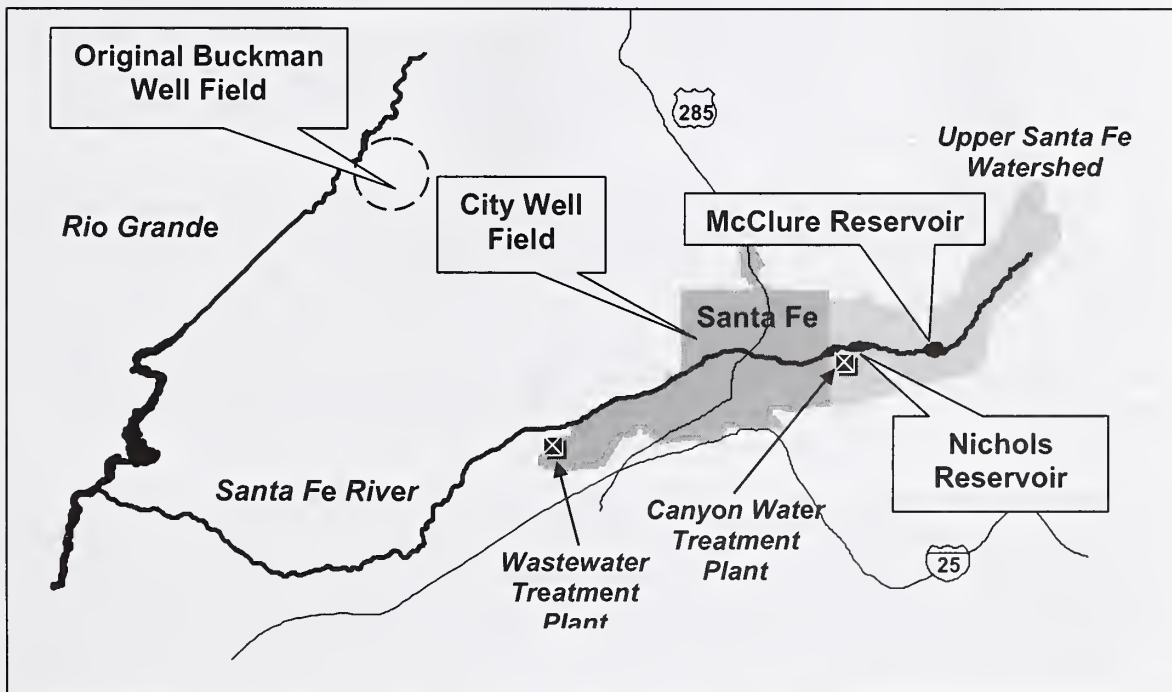 Original Buckman
Well Field
285
Upper Santa Fe
Watershed
City Well
Field
McClure Reservoir
Rio Grande
Santa Fe
Nichols
Reservoir
Santa Fe River
Canyon Water
Treatment
Plant
Wastewater
Treatment
Plant
25